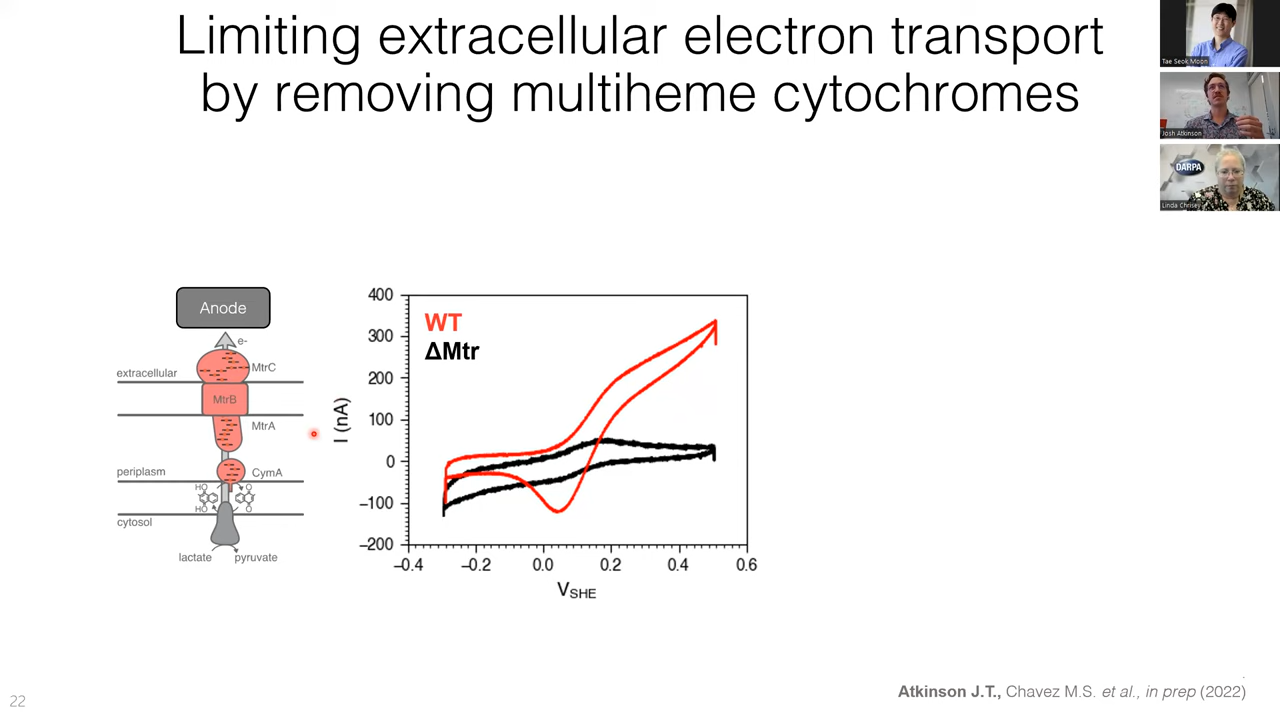 Limiting extracellular electron transport
by removing multiheme cytochromes
Tae Seok Moon
Josh Atkinson
DARPA
Linda Chrisey
Anode
e-
extracellular
MtrC
MtrB
MtrA
periplasm
CymA
HO
O
HO
O
cytosol
lactate
pyruvate
WT
ΔMtr
I (nA)
400
300
200
100
0
−100
−200
−0.4
−0.2
0.0
0.2
0.4
0.6
VSHE
22
Atkinson J.T., Chavez M.S. et al., in prep (2022)